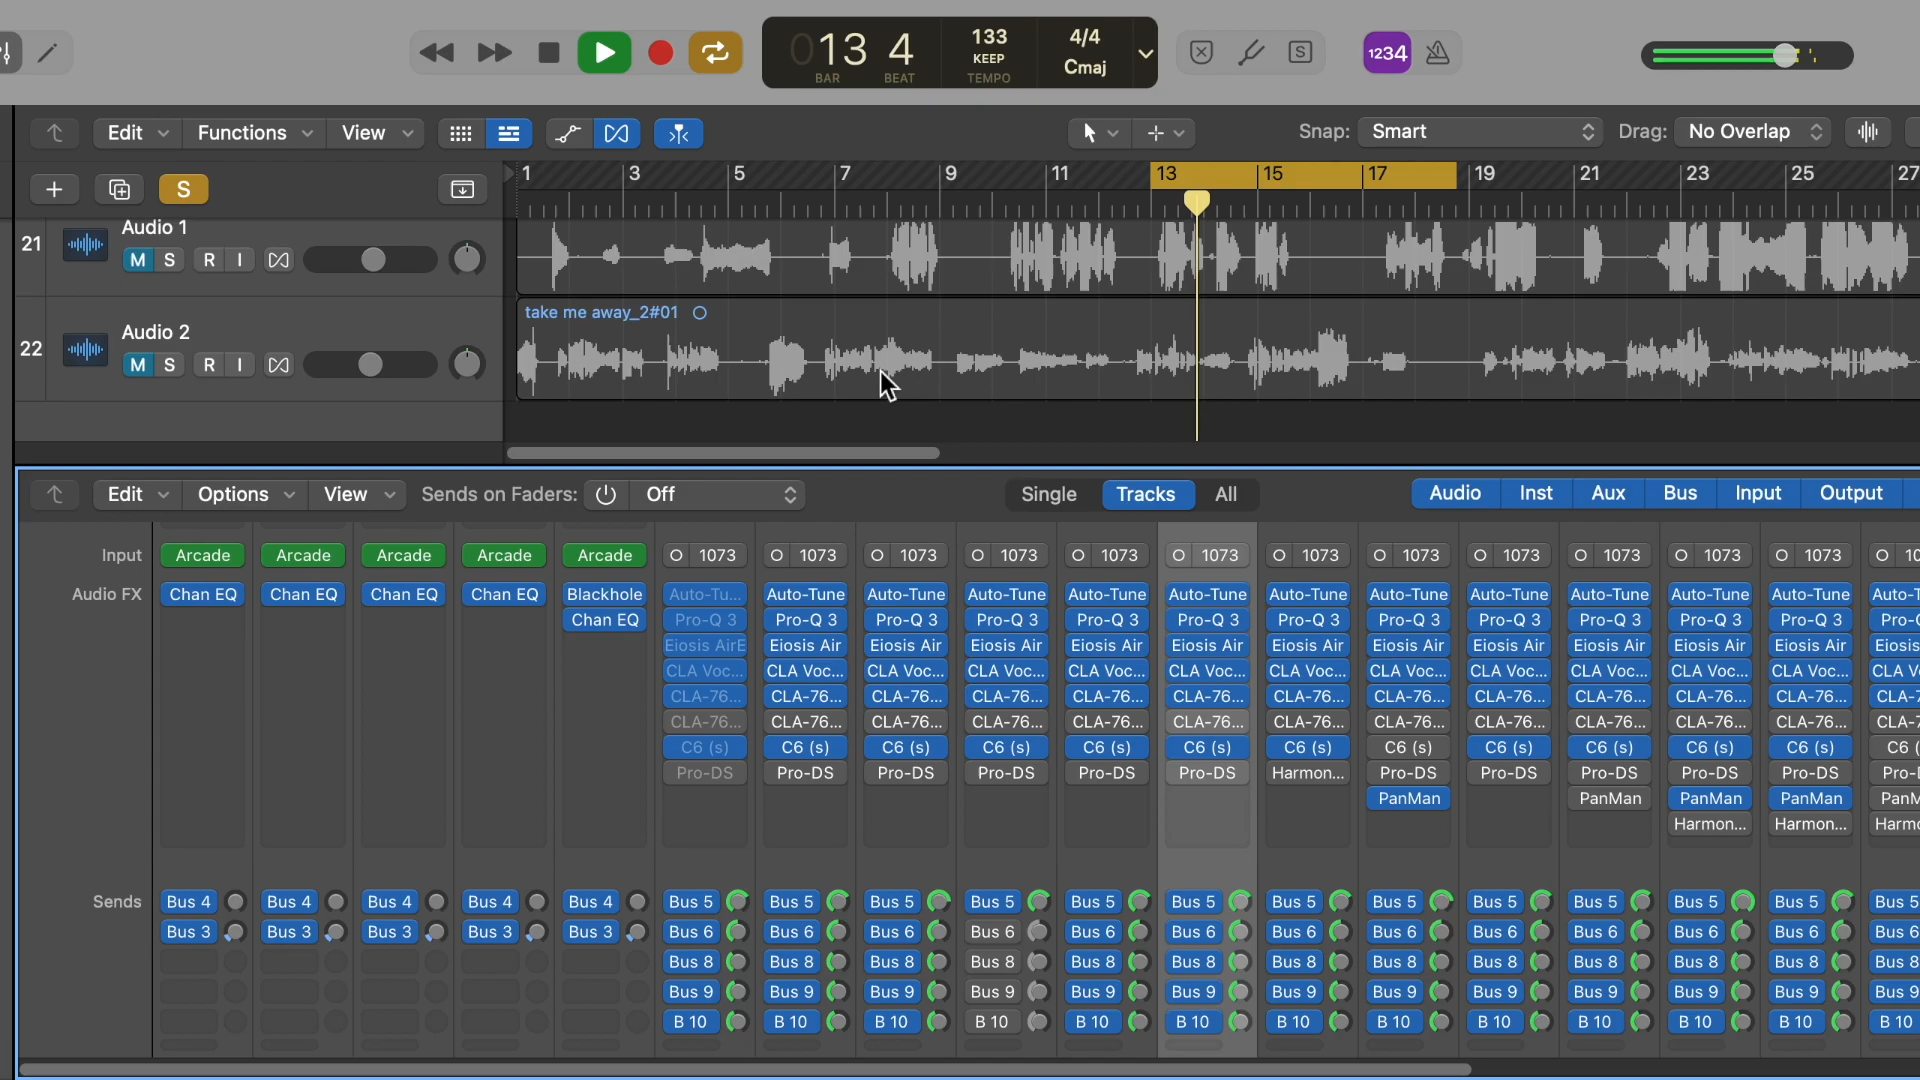 013 4 133 4/4
BAR BEAT KEEP Cmaj
TEMPO
1234
Edit Functions View Snap: Smart Drag: No Overlap
S
1 3 5 7 9 11 13 15 17 19 21 23 25 27
21 Audio 1
M S R I
take me away_2#01
22 Audio 2
M S R I
Edit Options View Sends on Faders: Off Single Tracks All Audio Inst Aux Bus Input Output
Input Arcade Arcade Arcade Arcade Arcade 1073 1073 1073 1073 1073 1073 1073 1073 1073 1073 1073 1073
Audio FX Chan EQ Chan EQ Chan EQ Chan EQ Blackhole Auto-Tu... Auto-Tune Auto-Tune Auto-Tune Auto-Tune Auto-Tune Auto-Tune Auto-Tune Auto-Tune Auto-Tune Auto-Tune Auto-Tune
Chan EQ Pro-Q 3 Pro-Q 3 Pro-Q 3 Pro-Q 3 Pro-Q 3 Pro-Q 3 Pro-Q 3 Pro-Q 3 Pro-Q 3 Pro-Q 3 Pro-Q 3 Pro-Q 3
Eiosis AirE Eiosis Air Eiosis Air Eiosis Air Eiosis Air Eiosis Air Eiosis Air Eiosis Air Eiosis Air Eiosis Air Eiosis Air Eiosis Air Eiosis
CLA Voc... CLA Voc... CLA Voc... CLA Voc... CLA Voc... CLA Voc... CLA Voc... CLA Voc... CLA Voc... CLA Voc... CLA Voc... CLA Voc...
CLA-76... CLA-76... CLA-76... CLA-76... CLA-76... CLA-76... CLA-76... CLA-76... CLA-76... CLA-76... CLA-76... CLA-76...
CLA-76... CLA-76... CLA-76... CLA-76... CLA-76... CLA-76... CLA-76... CLA-76... CLA-76... CLA-76... CLA-76... CLA-76...
C6 (s) C6 (s) C6 (s) C6 (s) C6 (s) C6 (s) C6 (s) C6 (s) C6 (s) C6 (s) C6 (s) C6 (s)
Pro-DS Pro-DS Pro-DS Pro-DS Pro-DS Pro-DS Harmon... Pro-DS Pro-DS Pro-DS Pro-DS Pro-DS
PanMan PanMan PanMan PanMan
Harmon... Harmon...
Sends Bus 4 Bus 4 Bus 4 Bus 4 Bus 4 Bus 5 Bus 5 Bus 5 Bus 5 Bus 5 Bus 5 Bus 5 Bus 5 Bus 5 Bus 5 Bus 5 Bus 5 Bus 5
Bus 3 Bus 3 Bus 3 Bus 3 Bus 3 Bus 6 Bus 6 Bus 6 Bus 6 Bus 6 Bus 6 Bus 6 Bus 6 Bus 6 Bus 6 Bus 6 Bus 6 Bus 6
Bus 8 Bus 8 Bus 8 Bus 8 Bus 8 Bus 8 Bus 8 Bus 8 Bus 8 Bus 8 Bus 8 Bus 8 Bus 8
Bus 9 Bus 9 Bus 9 Bus 9 Bus 9 Bus 9 Bus 9 Bus 9 Bus 9 Bus 9 Bus 9 Bus 9 Bus 9
B 10 B 10 B 10 B 10 B 10 B 10 B 10 B 10 B 10 B 10 B 10 B 10 B 10